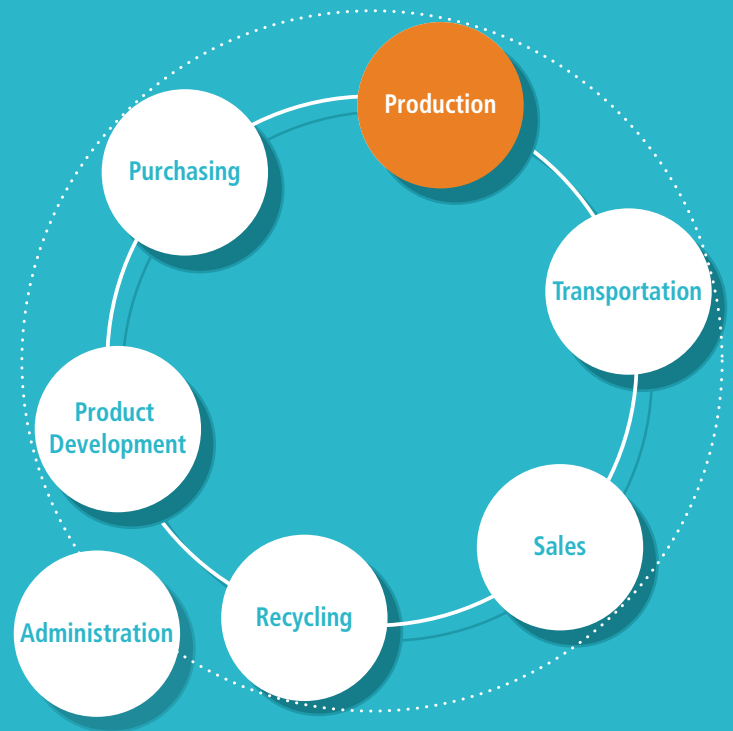 Production
Purchasing
Transportation
Product
Development
Sales
Recycling
Administration